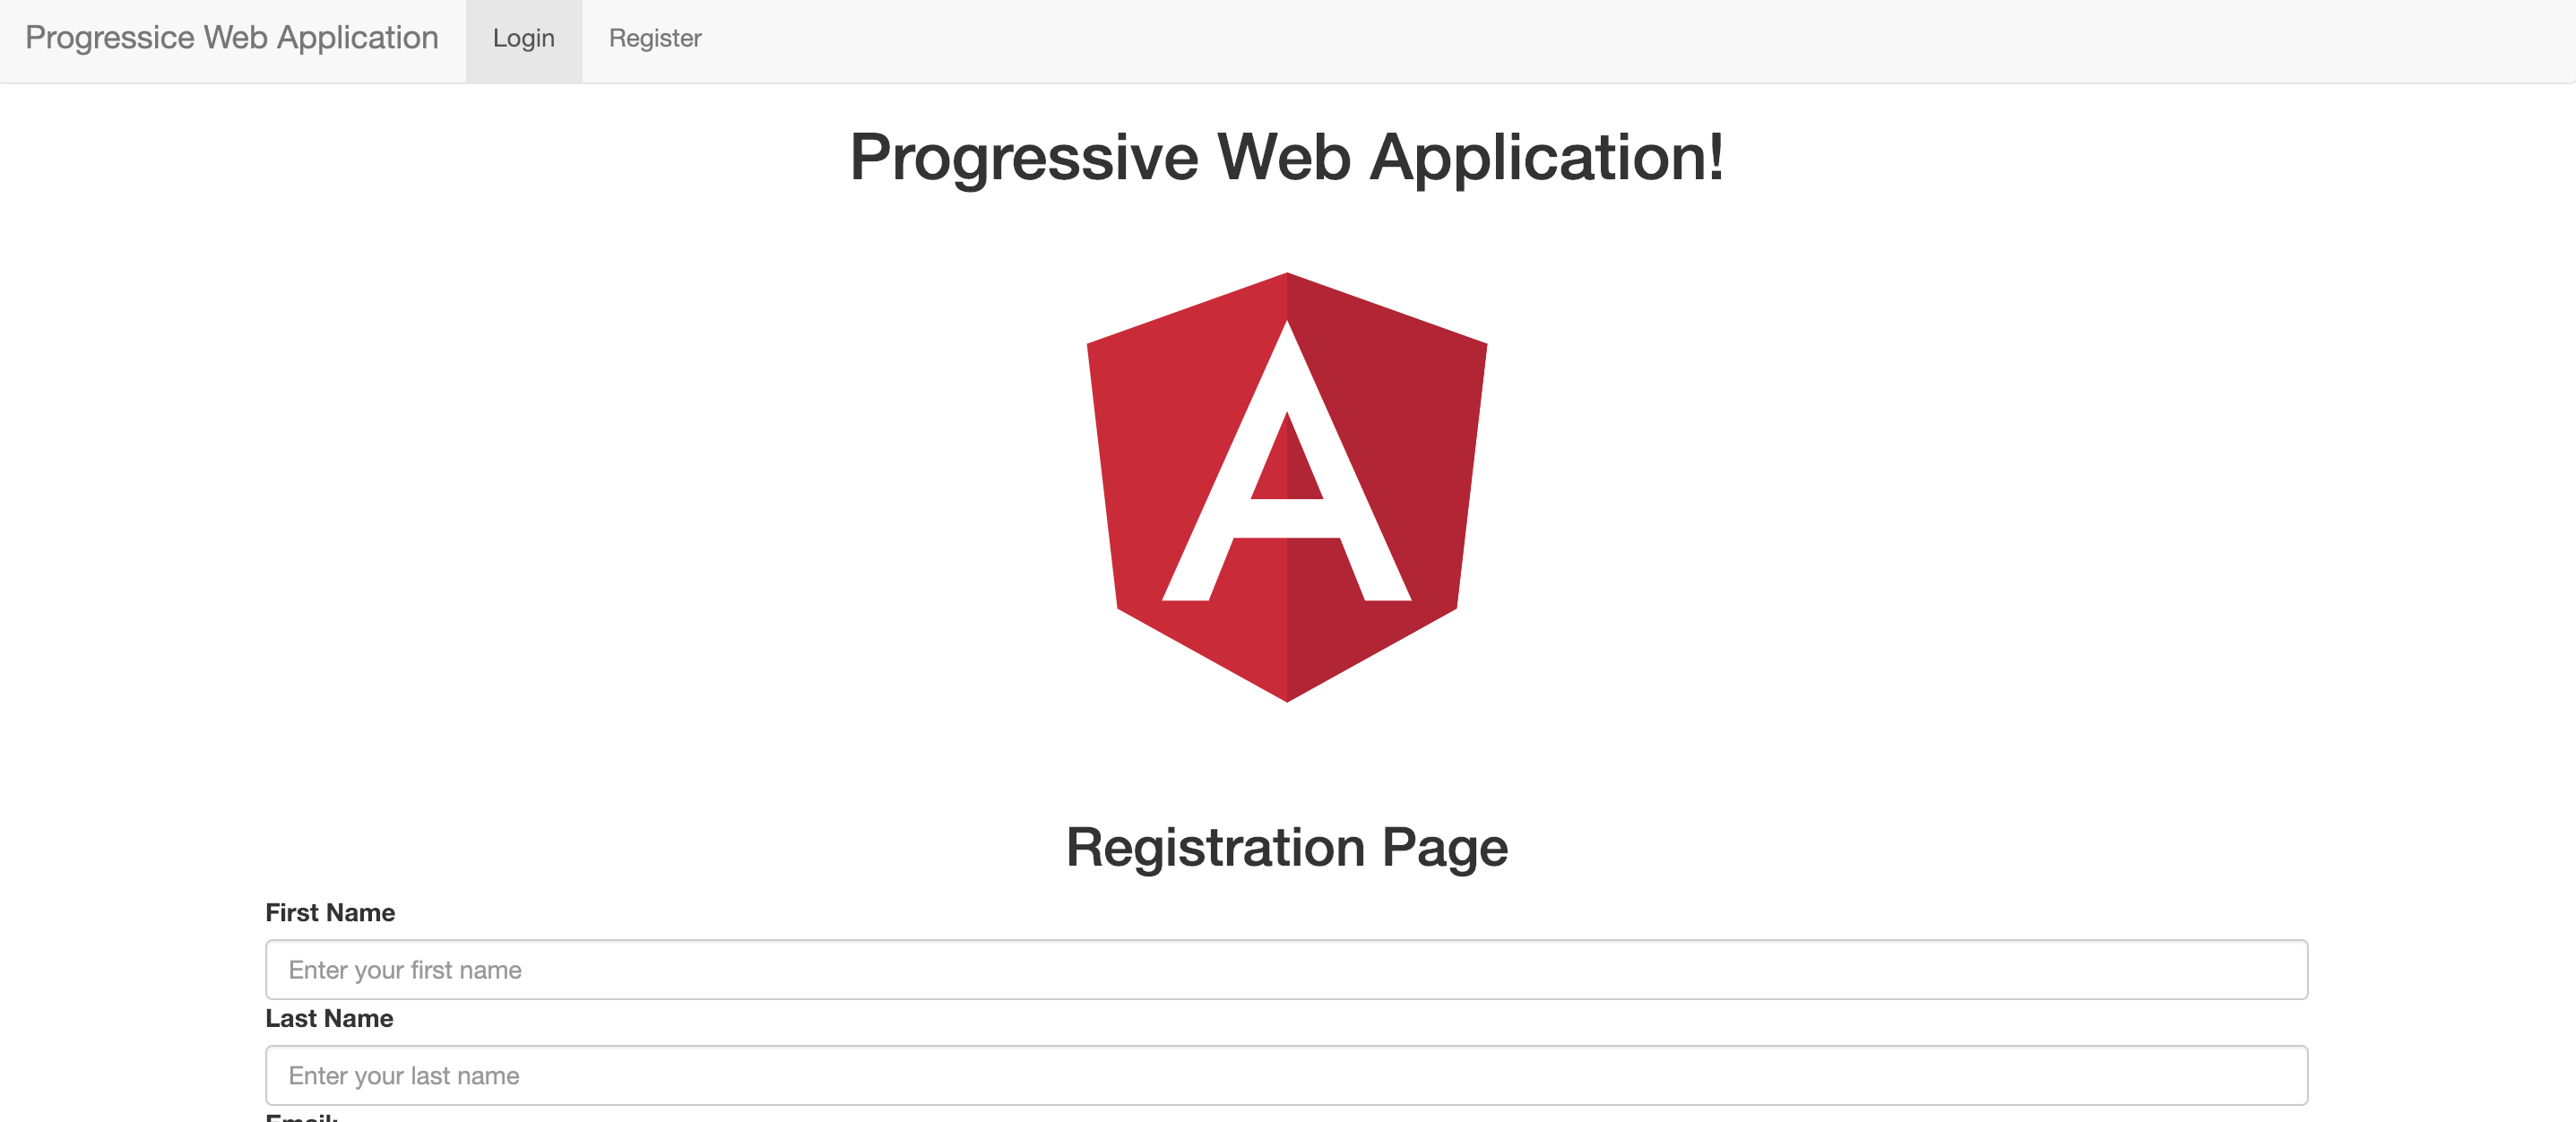 Progressice Web Application Login Register
Progressive Web Application!
A
Registration Page
First Name
Enter your first name
Last Name
Enter your last name
Email: